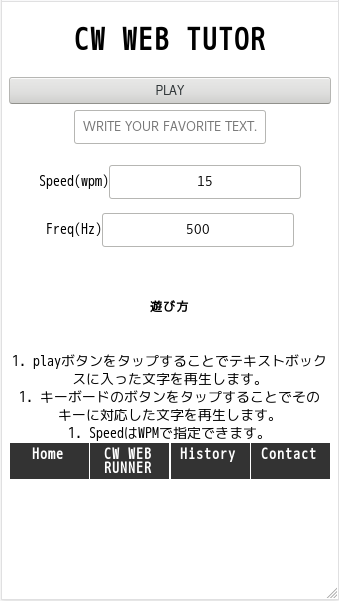 CW WEB TUTOR
PLAY
WRITE YOUR FAVORITE TEXT.
Speed(wpm) 15
Freq(Hz) 500
遊び方
1. playボタンをタップすることでテキストボック
スに入った文字を再生します。
1. キーボードのボタンをタップすることでその
キーに対応した文字を再生します。
1. SpeedはWPMで指定できます。
Home CW WEB History Contact
RUNNER